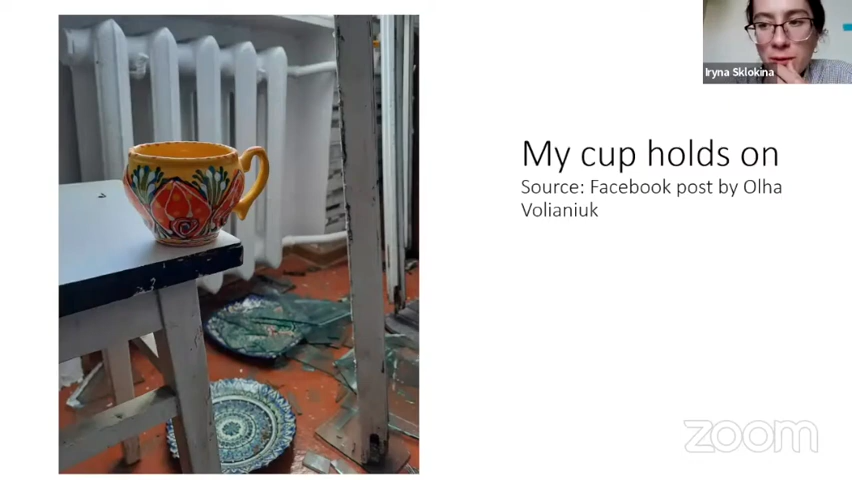 Iryna Sklokina
My cup holds on
Source: Facebook post by Olha
Volianiuk
zoom